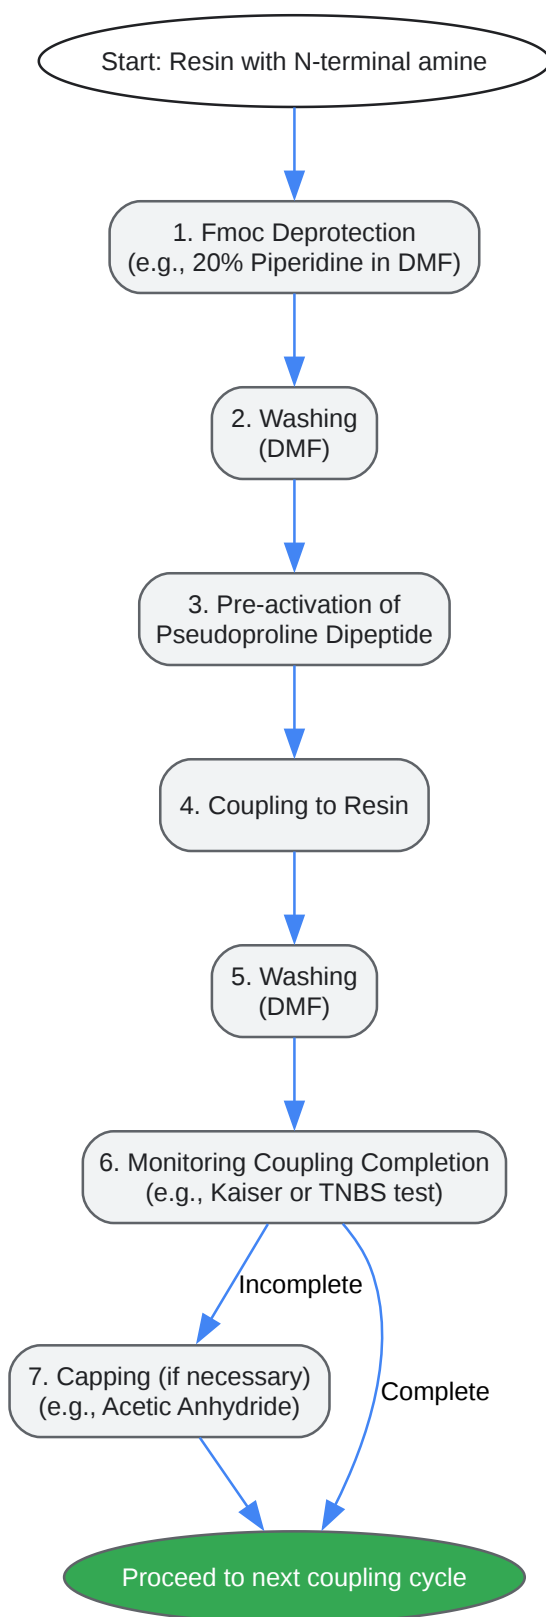 Start: Resin with N-terminal amine
1. Fmoc Deprotection
(e.g., 20% Piperidine in DMF)
2. Washing
(DMF)
3. Pre-activation of
Pseudoproline Dipeptide
4. Coupling to Resin
5. Washing
(DMF)
6. Monitoring Coupling Completion
(e.g., Kaiser or TNBS test)
Incomplete
7. Capping (if necessary)
(e.g., Acetic Anhydride)
Complete
Proceed to next coupling cycle